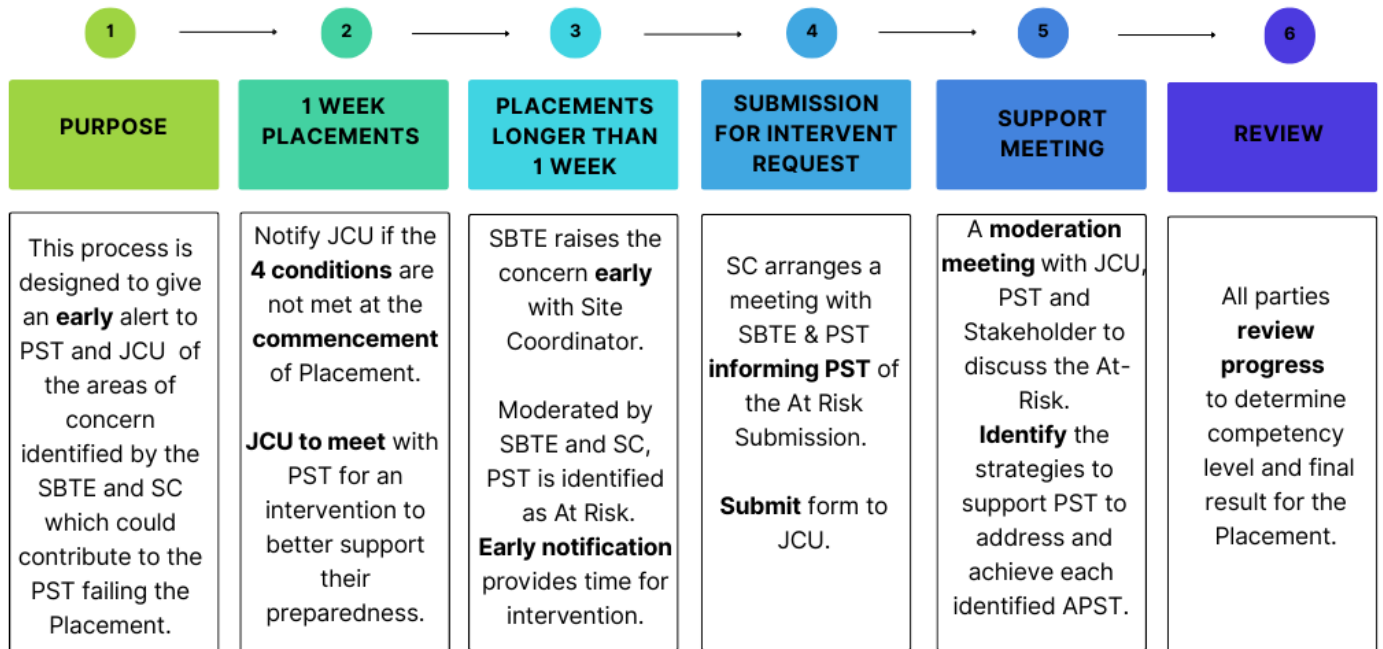 1
2
3
4
5
6
PURPOSE
1 WEEK
PLACEMENTS
PLACEMENTS
LONGER THAN
1 WEEK
SUBMISSION
FOR INTERVENT
REQUEST
SUPPORT
MEETING
REVIEW
This process is
designed to give
an early alert to
PST and JCU of
the areas of
concern
identified by the
SBTE and SC
which could
contribute to the
PST failing the
Placement.
Notify JCU if the
4 conditions are
not met at the
commencement
of Placement.
JCU to meet with
PST for an
intervention to
better support
their
preparedness.
SBTE raises the
concern early
with Site
Coordinator.
Moderated by
SBTE and SC,
PST is identified
as At Risk.
Early notification
provides time for
intervention.
SC arranges a
meeting with
SBTE & PST
informing PST of
the At Risk
Submission.
Submit form to
JCU.
A moderation
meeting with JCU,
PST and
Stakeholder to
discuss the At-
Risk.
Identify the
strategies to
support PST to
address and
achieve each
identified APST.
All parties
review
progress
to determine
competency
level and final
result for the
Placement.